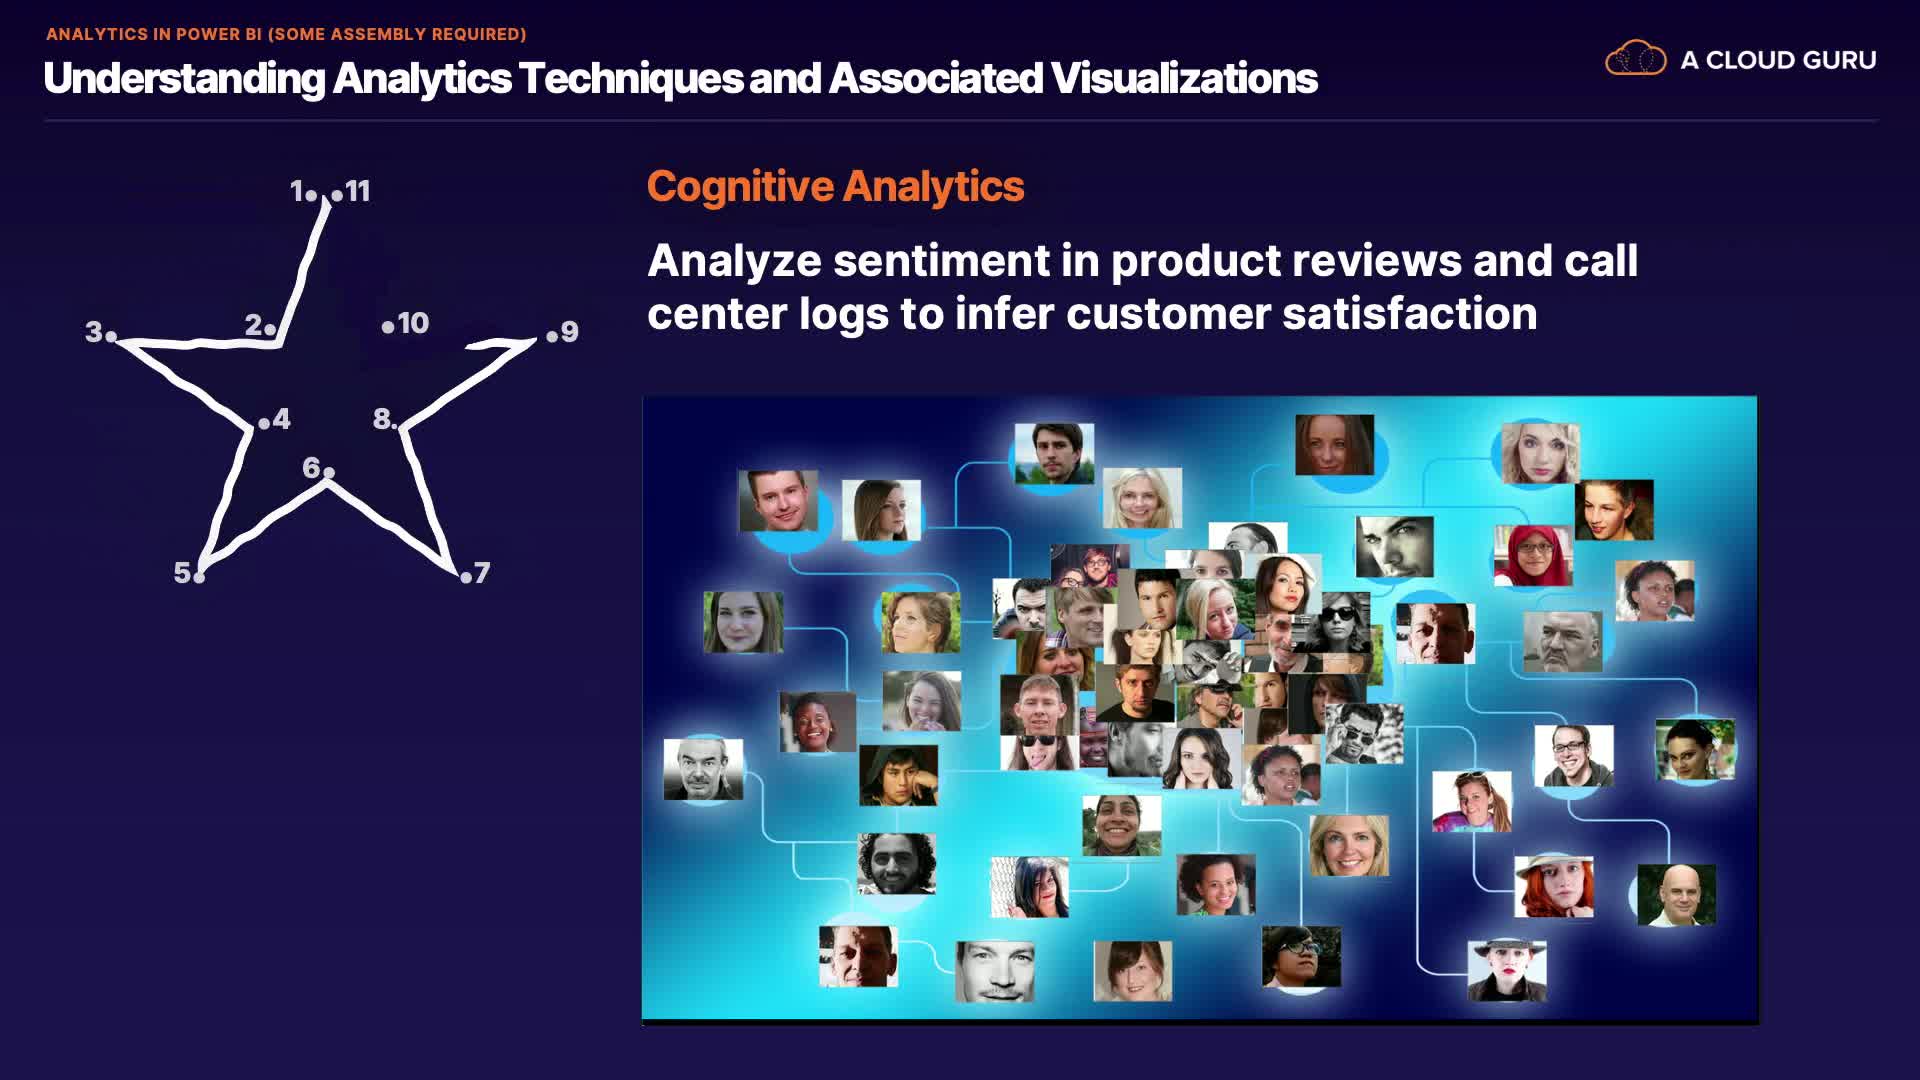 ANALYTICS IN POWER BI (SOME ASSEMBLY REQUIRED)
Understanding Analytics Techniques and Associated Visualizations
A CLOUD GURU
Cognitive Analytics
Analyze sentiment in product reviews and call
center logs to infer customer satisfaction
1 11
2 10
3 9
4 8
6
5 7